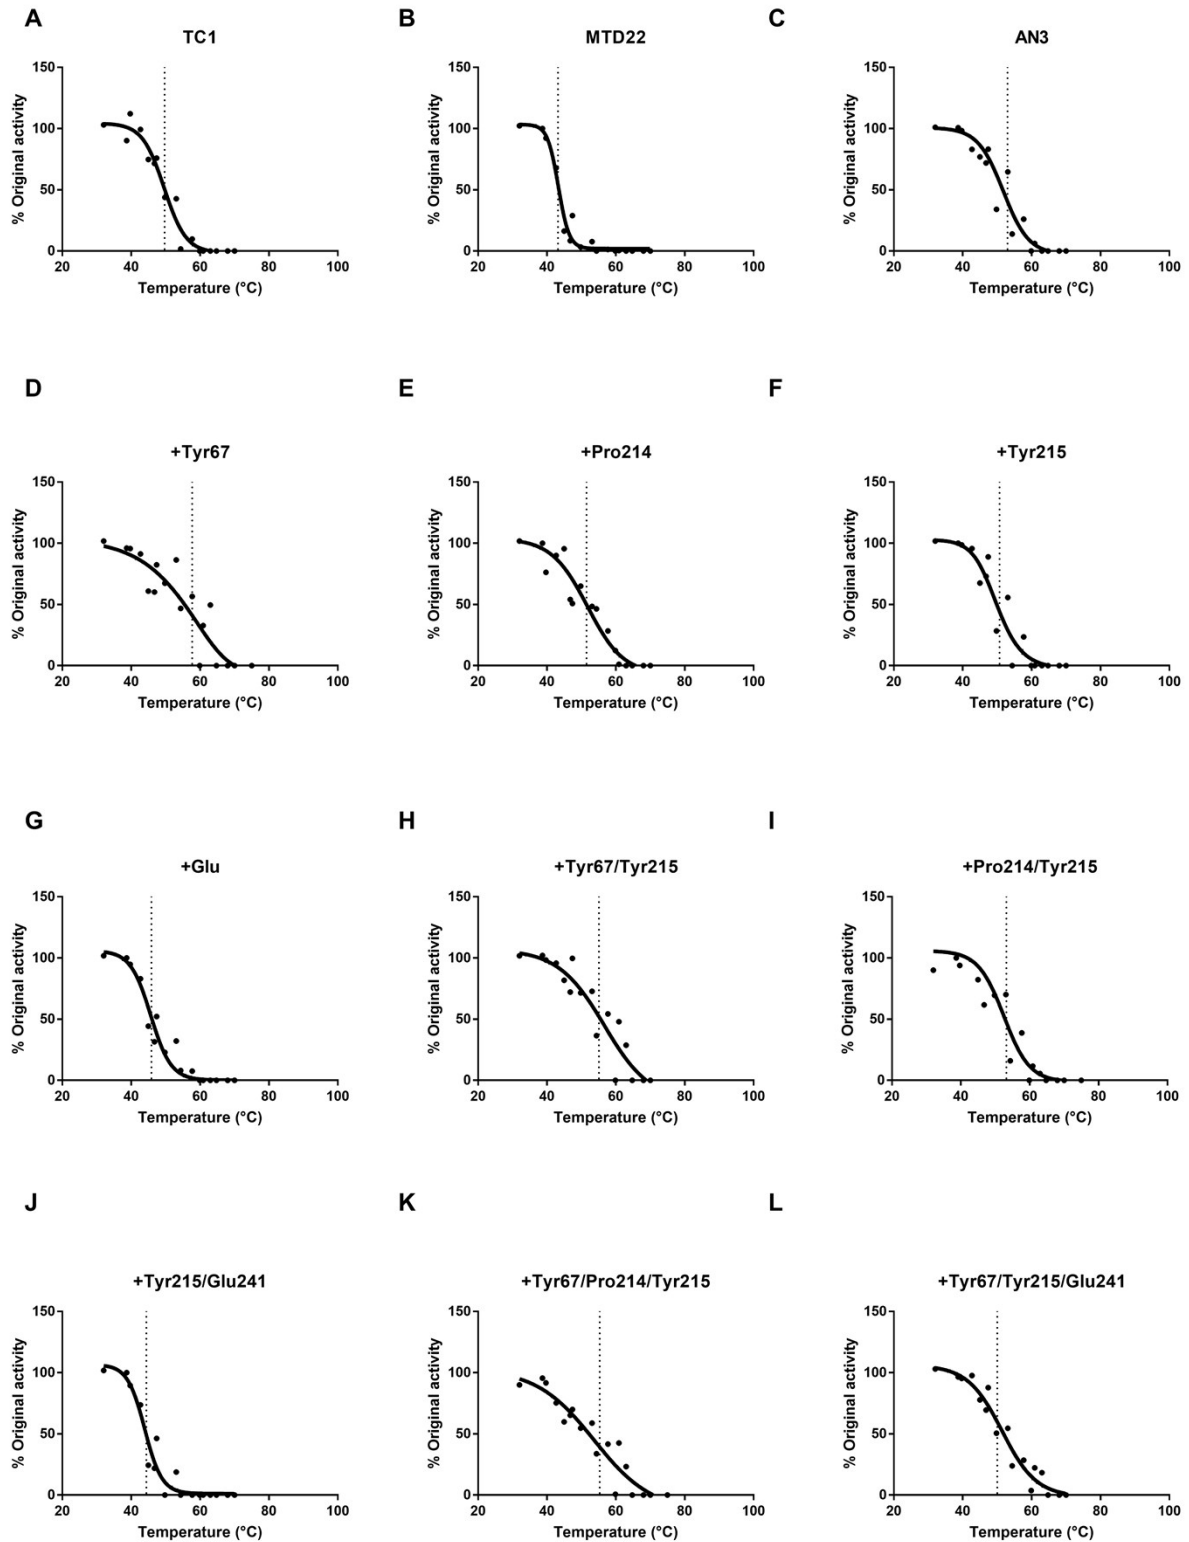 A
TC1
% Original activity
150
100
50
0
20 40 60 80 100
Temperature (°C)
B
MTD22
% Original activity
150
100
50
0
20 40 60 80 100
Temperature (°C)
C
AN3
% Original activity
150
100
50
0
20 40 60 80 100
Temperature (°C)
D
+Tyr67
% Original activity
150
100
50
0
20 40 60 80 100
Temperature (°C)
E
+Pro214
% Original activity
150
100
50
0
20 40 60 80 100
Temperature (°C)
F
+Tyr215
% Original activity
150
100
50
0
20 40 60 80 100
Temperature (°C)
G
+Glu
% Original activity
150
100
50
0
20 40 60 80 100
Temperature (°C)
H
+Tyr67/Tyr215
% Original activity
150
100
50
0
20 40 60 80 100
Temperature (°C)
I
+Pro214/Tyr215
% Original activity
150
100
50
0
20 40 60 80 100
Temperature (°C)
J
+Tyr215/Glu241
% Original activity
150
100
50
0
20 40 60 80 100
Temperature (°C)
K
+Tyr67/Pro214/Tyr215
% Original activity
150
100
50
0
20 40 60 80 100
Temperature (°C)
L
+Tyr67/Tyr215/Glu241
% Original activity
150
100
50
0
20 40 60 80 100
Temperature (°C)